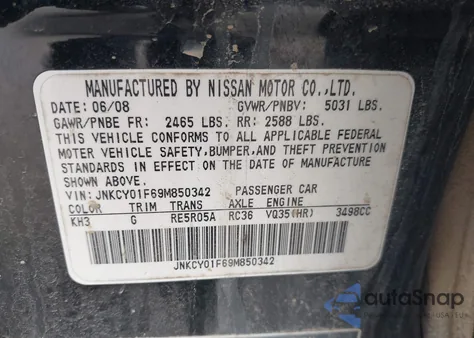 MANUFACTURED BY NISSAN MOTOR CO.,LTD.
DATE: 06/08 GVWR/PNBV: 5031 LBS.
GAWR/PNBE FR: 2465 LBS. RR: 2588 LBS.
THIS VEHICLE CONFORMS TO ALL APPLICABLE FEDERAL
MOTOR VEHICLE SAFETY, BUMPER, AND THEFT PREVENTION
STANDARDS IN EFFECT ON THE DATE OF MANUFACTURE
SHOWN ABOVE.
VIN: JNKCY01F69M850342 PASSENGER CAR
COLOR TRIM TRANS AXLE ENGINE
KH3 G RE5R05A RC36 VQ35(HR) 3498CC
JNKCY01F69M850342
autoSnap